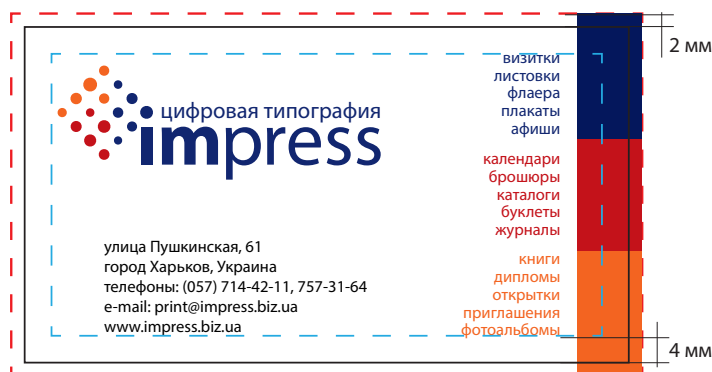 2 мм
цифровая типография
impress
визитки
листовки
флаера
плакаты
афиши
календари
брошюры
каталоги
буклеты
журналы
книги
дипломы
открытки
приглашения
фотоальбомы
улица Пушкинская, 61
город Харьков, Украина
телефоны: (057) 714-42-11, 757-31-64
e-mail: print@impress.biz.ua
www.impress.biz.ua
4 мм